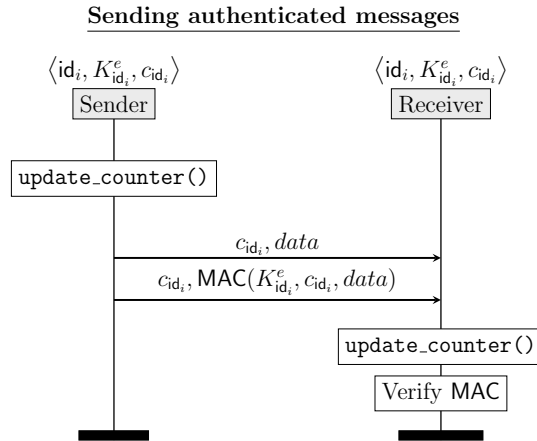 Sending authenticated messages
⟨id_i, K^e_{id_i}, c_{id_i}⟩ ⟨id_i, K^e_{id_i}, c_{id_i}⟩
Sender Receiver
update_counter()
c_{id_i}, data
c_{id_i}, MAC(K^e_{id_i}, c_{id_i}, data)
update_counter()
Verify MAC